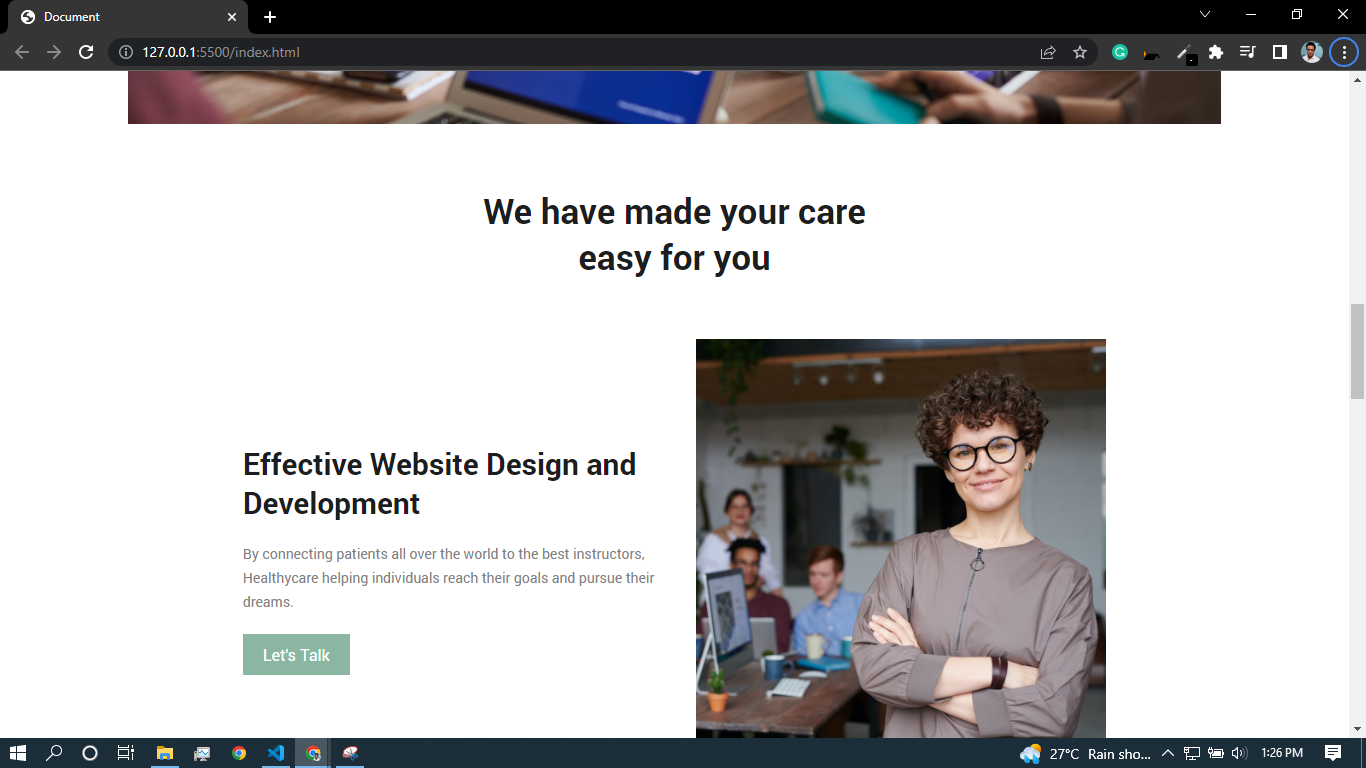 Document
127.0.0.1:5500/index.html
We have made your care
easy for you
Effective Website Design and
Development
By connecting patients all over the world to the best instructors,
Healthycare helping individuals reach their goals and pursue their
dreams.
Let's Talk
27°C Rain sho...
1:26 PM